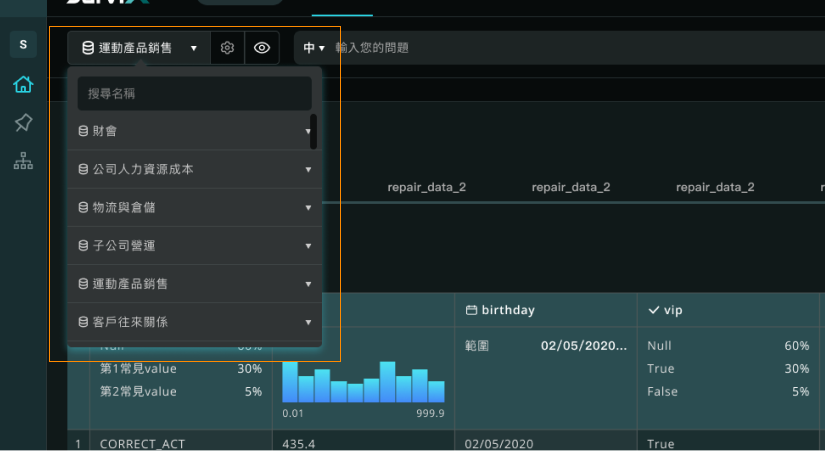 S
運動產品銷售
中
輸入您的問題
搜尋名稱
財會
公司人力資源成本
物流與倉儲
子公司營運
運動產品銷售
客戶往來關係
repair_data_2
repair_data_2
repair_data_2
birthday
vip
第1常見value 30%
第2常見value 5%
0.01 999.9
範圍 02/05/2020...
Null 60%
True 30%
False 5%
1 CORRECT_ACT 435.4 02/05/2020 True